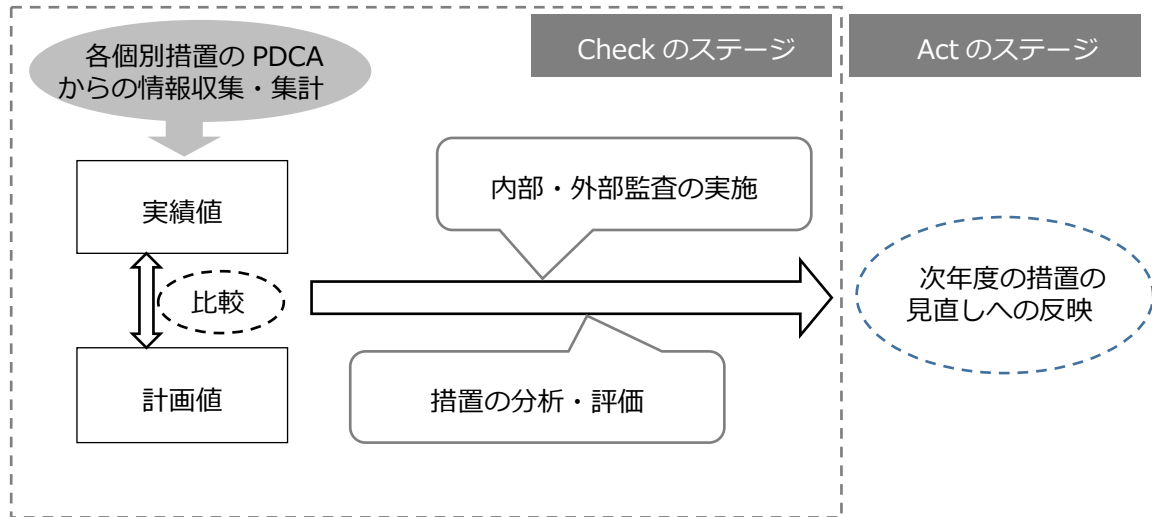 Check のステージ
Act のステージ
各個別措置の PDCA
からの情報収集・集計
実績値
比較
計画値
内部・外部監査の実施
措置の分析・評価
次年度の措置の
見直しへの反映